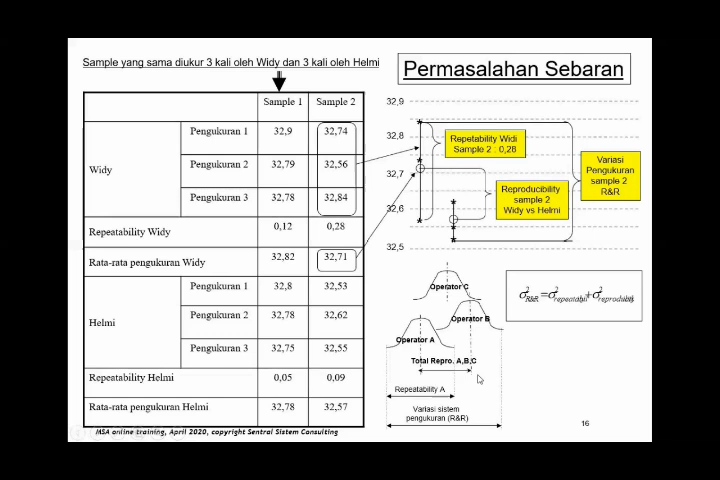 Sample yang sama diukur 3 kali oleh Widy dan 3 kali oleh Helmi
Permasalahan Sebaran
Sample 1 Sample 2
Widy
Pengukuran 1 32,9 32,74
Pengukuran 2 32,79 32,56
Pengukuran 3 32,78 32,84
Repeatability Widy 0,12 0,28
Rata-rata pengukuran Widy 32,82 32,71
Helmi
Pengukuran 1 32,8 32,53
Pengukuran 2 32,78 32,62
Pengukuran 3 32,75 32,55
Repeatability Helmi 0,05 0,09
Rata-rata pengukuran Helmi 32,78 32,57
32,9
32,8
32,7
32,6
32,5
Repetability Widi
Sample 2 : 0,28
Reproducibility
sample 2
Widy vs Helmi
Variasi
Pengukuran
sample 2
R&R
Operator C
Operator B
Operator A
Total Repro. A,B,C
Repeatability A
Variasi sistem
pengukuran (R&R)
σ²R&R = σ²repeatabil + σ²reproducibil
16
MSA online training, April 2020, copyright Sentral Sistem Consulting